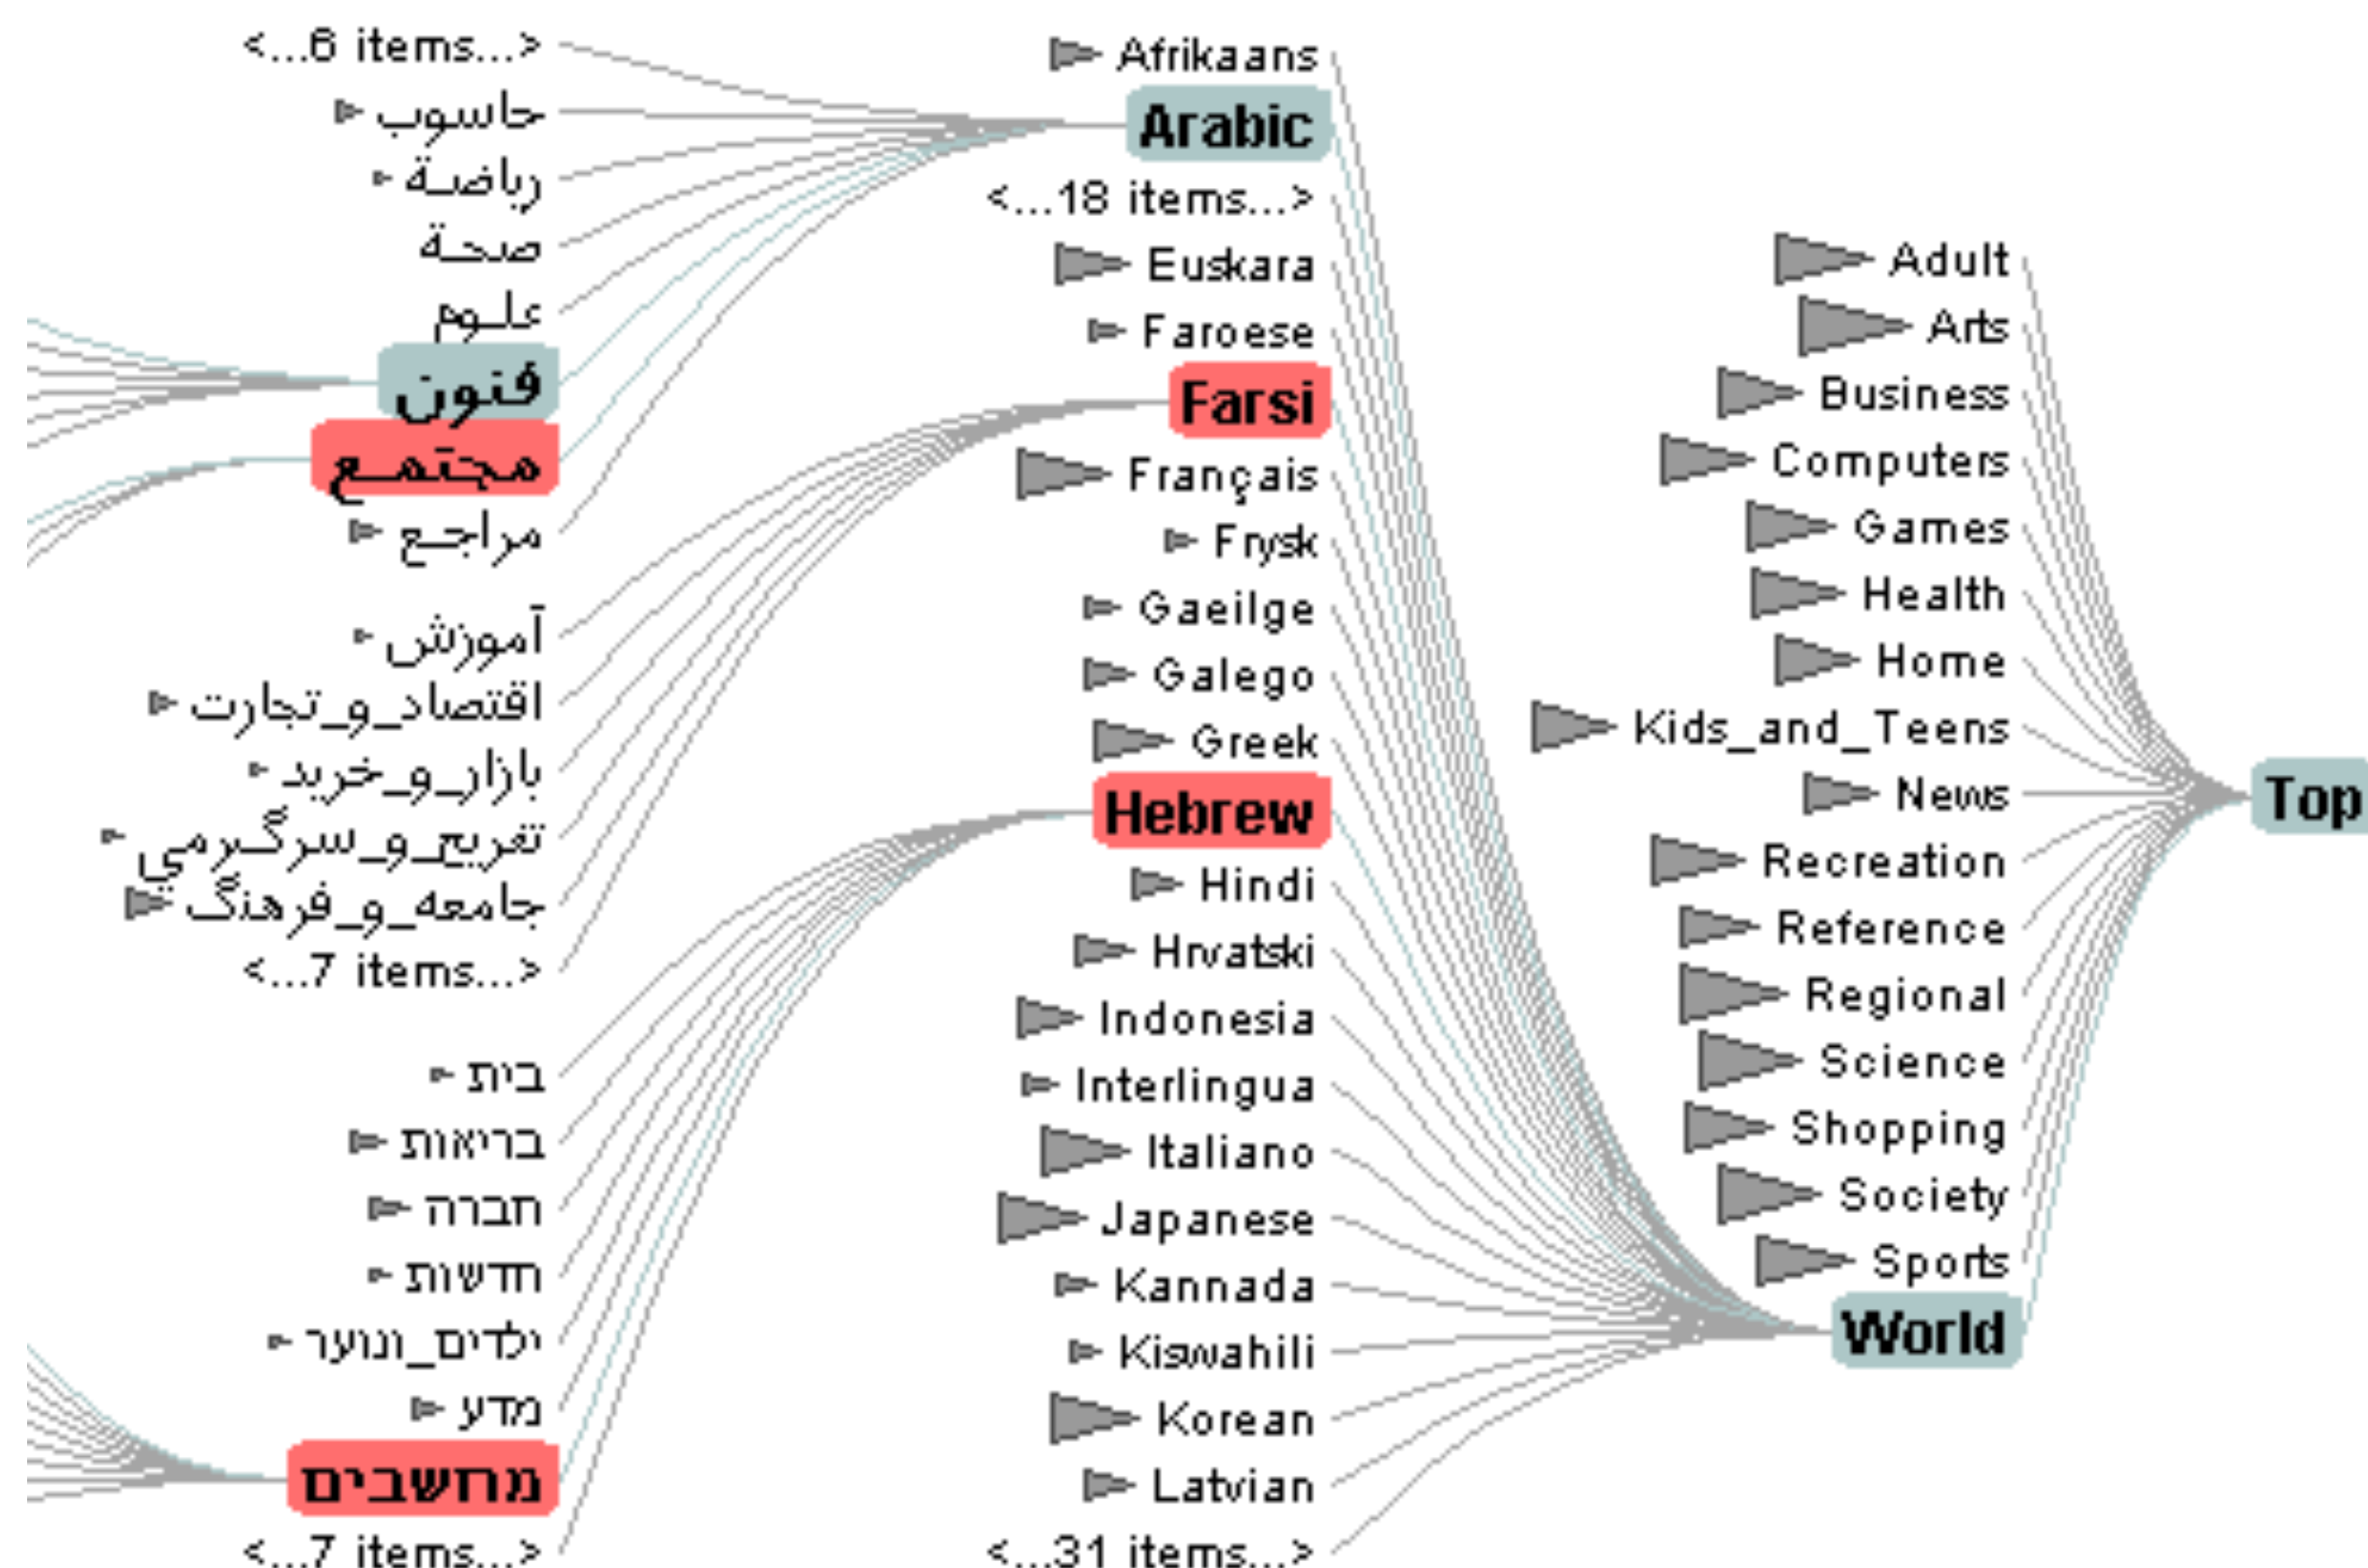 <...6 items...>
حاسوب
رياضة
صحة
علوم
فنون
مجتمع
مراجع
آموزش
اقتصاد_و_تجارت
بازار_و_خرید
تفریح_و_سرگرمی
جامعه_و_فرهنگ
<...7 items...>
בית
בריאות
חברה
חדשות
ילדים_ונוער
מדע
מחשבים
<...7 items...>
Afrikaans
Arabic
<...18 items...>
Euskara
Faroese
Farsi
Français
Frysk
Gaeilge
Galego
Greek
Hebrew
Hindi
Hrvatski
Indonesia
Interlingua
Italiano
Japanese
Kannada
Kiswahili
Korean
Latvian
<...31 items...>
Adult
Arts
Business
Computers
Games
Health
Home
Kids_and_Teens
News
Recreation
Reference
Regional
Science
Shopping
Society
Sports
World
Top